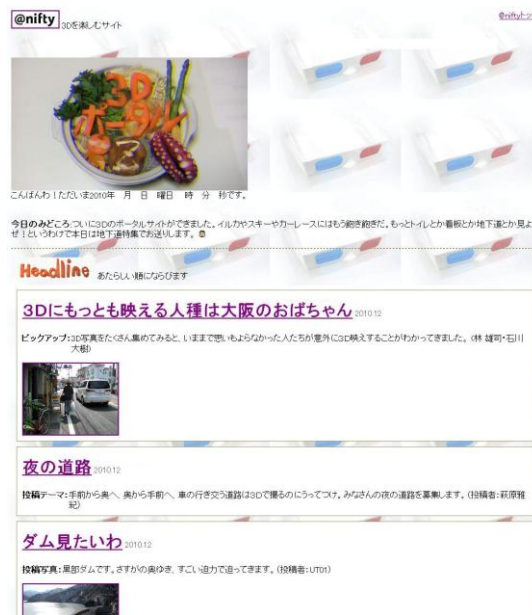 @nifty 3Dを楽しむサイト
@niftyトッ
3D
ポータル
こんばんわ！ただいま2010年 月 日 曜日 時 分 秒です。
今日のみどころ:ついに3Dのポータルサイトができました。イルカやスキーやカーレースにはもう飽き飽きだ。もっとトイレとか看板とか地下道とか見よ
ぜ！というわけで本日は地下道特集でお送りします。
Headline あたらしい順にならびます
3Dにもっとも映える人種は大阪のおばちゃん 2010.12
ピックアップ:3D写真をたくさん集めてみると、いままで思いもよらなかった人たちが意外に3D映えすることがわかってきました。（林 雄司・石川
大樹）
夜の道路 2010.12
投稿テーマ:手前から奥へ、奥から手前へ、車の行き交う道路は3Dで撮るのにうってつけ。みなさんの夜の道路を募集します。（投稿者:萩原雅
紀）
ダム見たいわ 2010.12
投稿写真:黒部ダムです。さすがの奥ゆき、すごい迫力で迫ってきます。（投稿者:UT01）